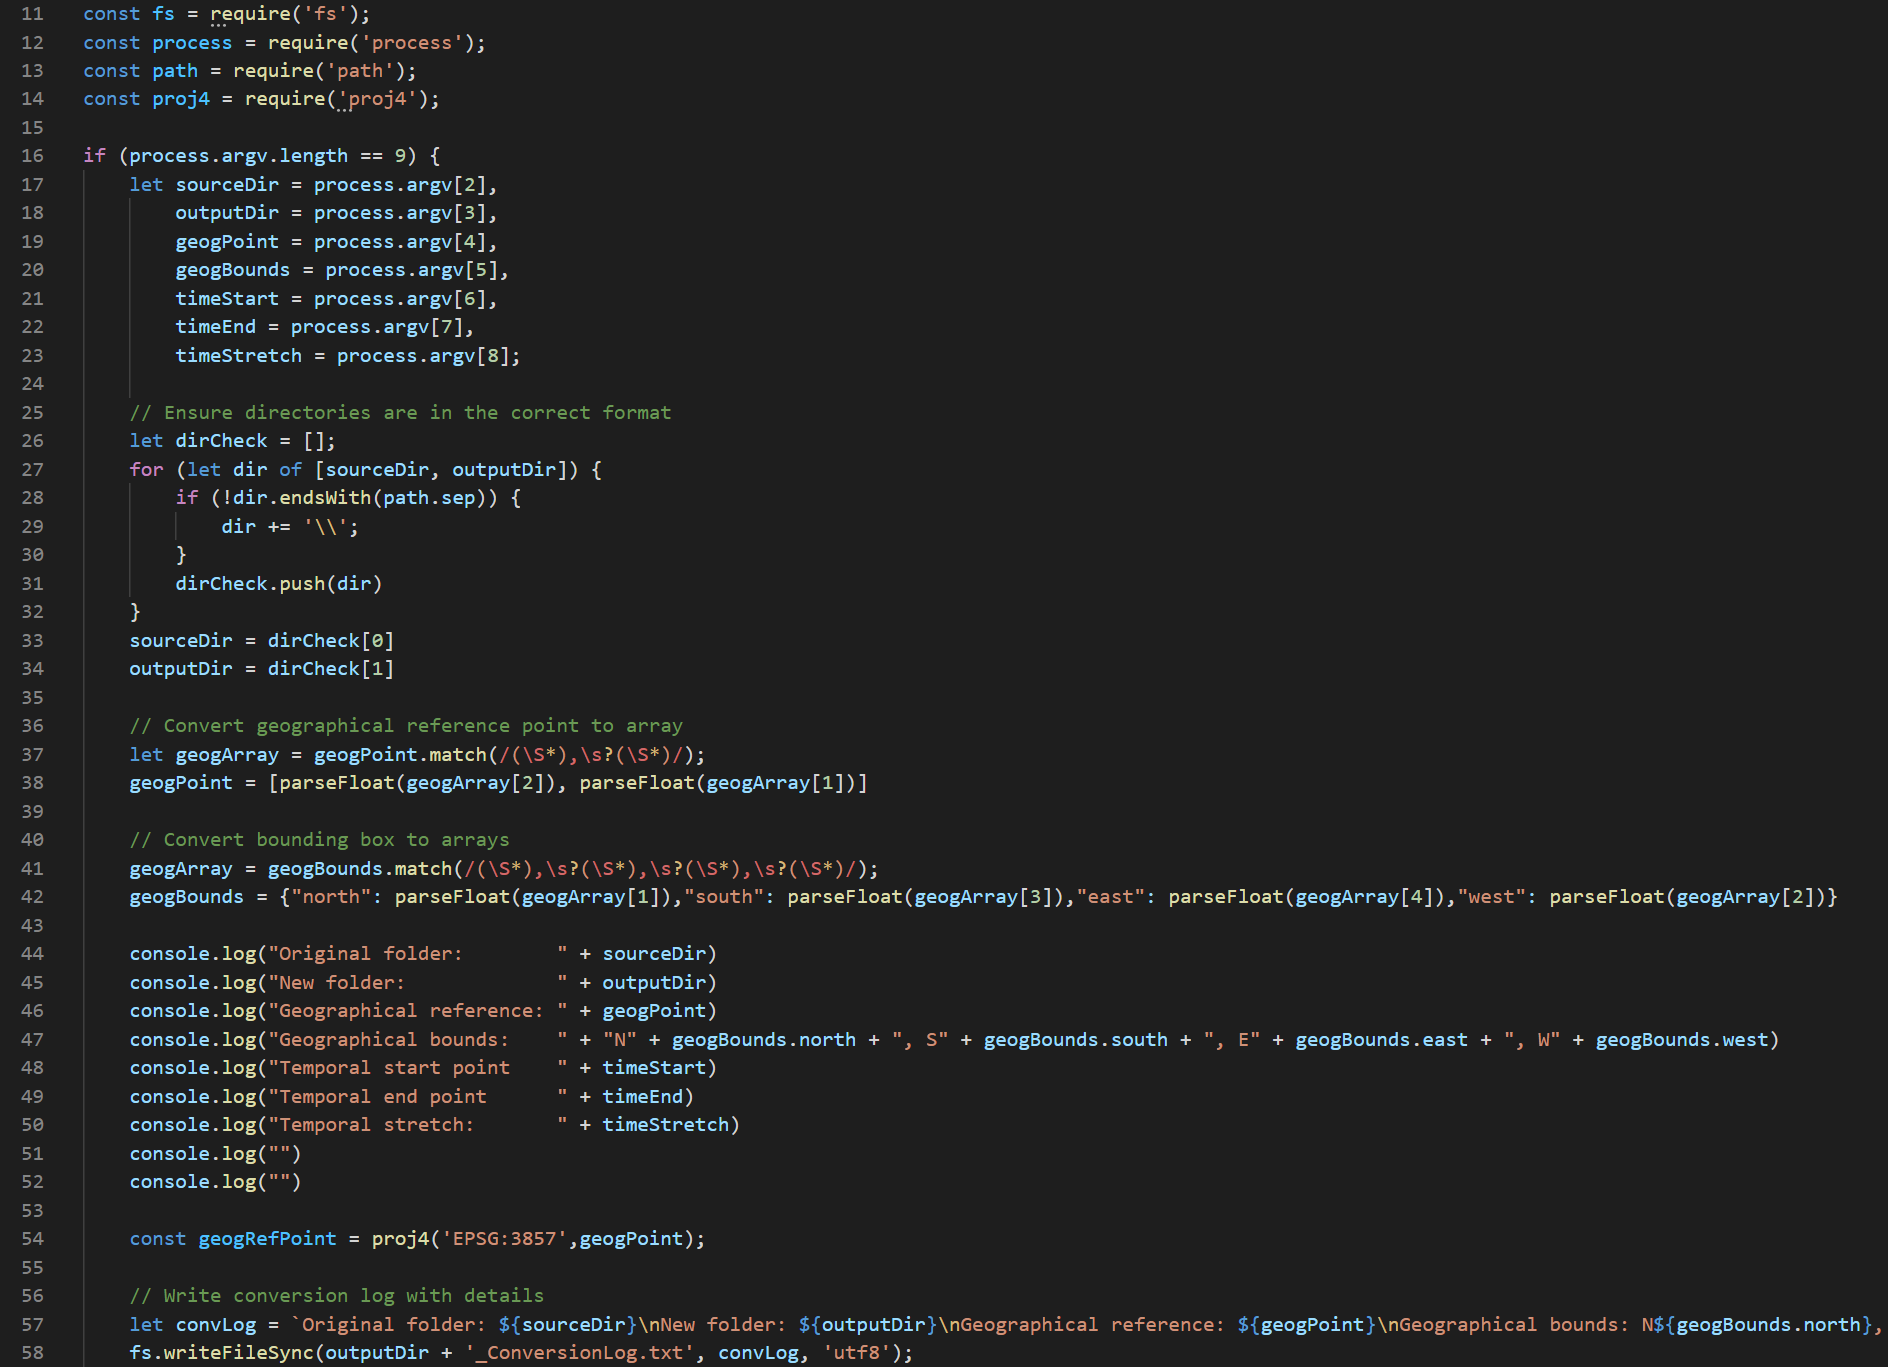 11 const fs = require('fs');
12 const process = require('process');
13 const path = require('path');
14 const proj4 = require('proj4');
15
16 if (process.argv.length == 9) {
17     let sourceDir = process.argv[2],
18         outputDir = process.argv[3],
19         geogPoint = process.argv[4],
20         geogBounds = process.argv[5],
21         timeStart = process.argv[6],
22         timeEnd = process.argv[7],
23         timeStretch = process.argv[8];
24
25     // Ensure directories are in the correct format
26     let dirCheck = [];
27     for (let dir of [sourceDir, outputDir]) {
28         if (!dir.endsWith(path.sep)) {
29             dir += '\\';
30         }
31         dirCheck.push(dir)
32     }
33     sourceDir = dirCheck[0]
34     outputDir = dirCheck[1]
35
36     // Convert geographical reference point to array
37     let geogArray = geogPoint.match(/(\S*),\s?(\S*)/);
38     geogPoint = [parseFloat(geogArray[2]), parseFloat(geogArray[1])]
39
40     // Convert bounding box to arrays
41     geogArray = geogBounds.match(/(\S*),\s?(\S*),\s?(\S*),\s?(\S*)/);
42     geogBounds = {"north": parseFloat(geogArray[1]),"south": parseFloat(geogArray[3]),"east": parseFloat(geogArray[4]),"west": parseFloat(geogArray[2])}
43
44     console.log("Original folder:        " + sourceDir)
45     console.log("New folder:             " + outputDir)
46     console.log("Geographical reference: " + geogPoint)
47     console.log("Geographical bounds:    " + "N" + geogBounds.north + ", S" + geogBounds.south + ", E" + geogBounds.east + ", W" + geogBounds.west)
48     console.log("Temporal start point    " + timeStart)
49     console.log("Temporal end point      " + timeEnd)
50     console.log("Temporal stretch:       " + timeStretch)
51     console.log("")
52     console.log("")
53
54     const geogRefPoint = proj4('EPSG:3857',geogPoint);
55
56     // Write conversion log with details
57     let convLog = `Original folder: ${sourceDir}\nNew folder: ${outputDir}\nGeographical reference: ${geogPoint}\nGeographical bounds: N${geogBounds.north},
58     fs.writeFileSync(outputDir + '_ConversionLog.txt', convLog, 'utf8');